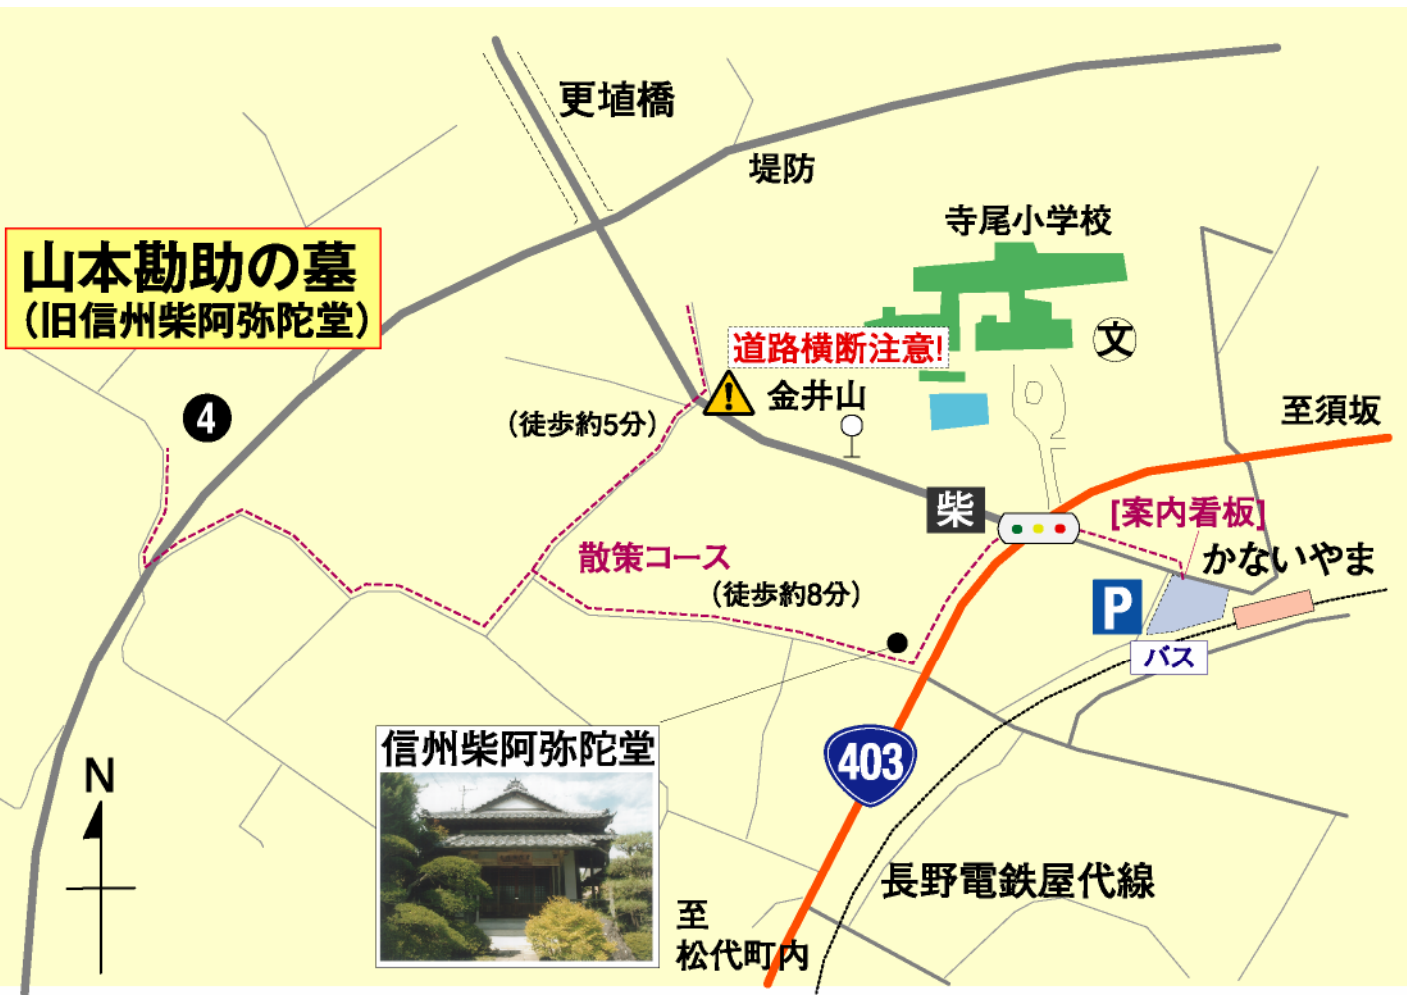 更埴橋
堤防
寺尾小学校
山本勘助の墓
（旧信州柴阿弥陀堂）
道路横断注意!
文
金井山
4
（徒歩約5分）
至須坂
柴
[案内看板]
かないやま
散策コース
（徒歩約8分）
P
バス
信州柴阿弥陀堂
403
N
長野電鉄屋代線
至
松代町内